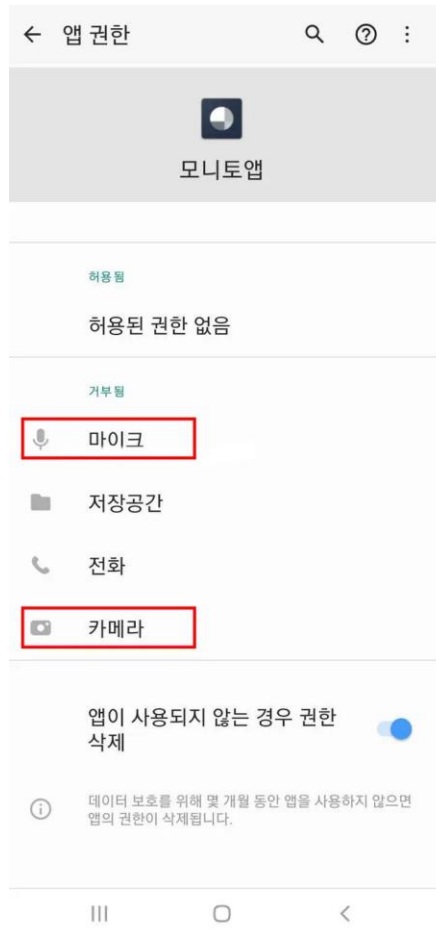 앱 권한
모니토앱
허용됨
허용된 권한 없음
거부됨
마이크
저장공간
전화
카메라
앱이 사용되지 않는 경우 권한
삭제
데이터 보호를 위해 몇 개월 동안 앱을 사용하지 않으면
앱의 권한이 삭제됩니다.